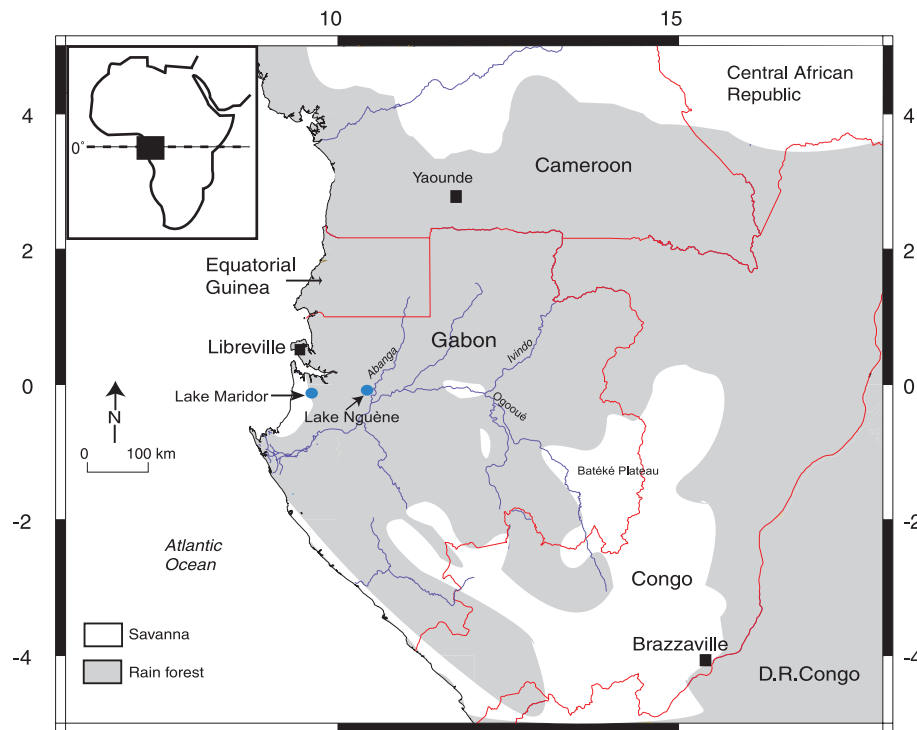 10
15
Central African
Republic
4
4
0°
Cameroon
Yaounde
2
2
Equatorial
Guinea
Libreville
Gabon
Abanga
Ivindo
0
0
Lake Maridor
Lake Nguène
Ogooué
N
0
100 km
Batéké Plateau
-2
-2
Atlantic
Ocean
Congo
Savanna
Brazzaville
-4
-4
Rain forest
D.R.Congo